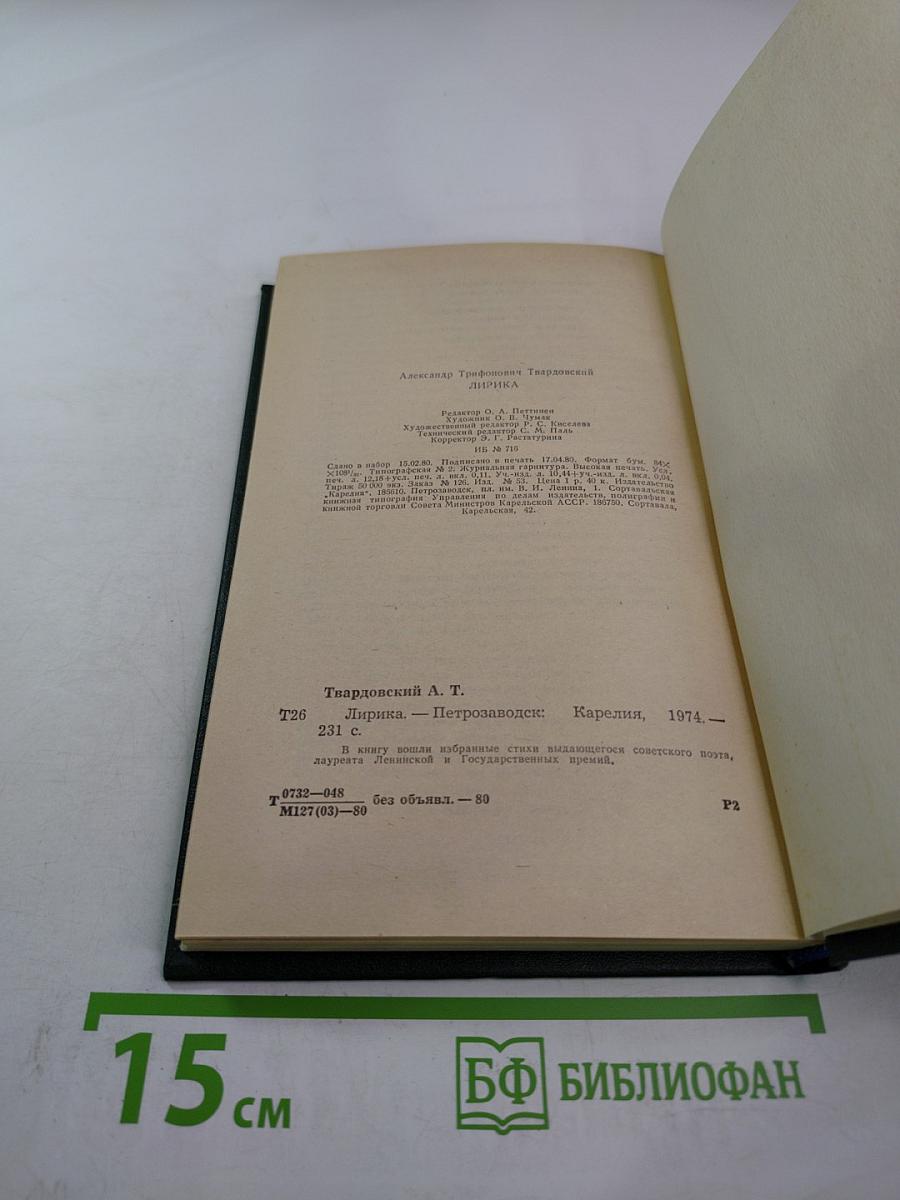 Александр Трифонович Твардовский
ЛИРИКА
Редактор О. А. Петтинен
Художник О. В. Чумак
Художественный редактор Р. С. Киселева
Технический редактор С. М. Паль
Корректор Э. Г. Растатурина
ИБ № 716
Сдано в набор 15.02.80. Подписано в печать 17.04.80. Формат бум. 84×
×108¹/₃₂. Типографская № 2. Журнальная гарнитура. Высокая печать. Усл.
печ. л. 12,18+усл. печ. л. вкл. 0,11. Уч.-изд. л. 10,44+уч.-изд. л. вкл. 0,04.
Тираж 50 000 экз. Заказ № 126. Изд. № 53. Цена 1 р. 40 к. Издательство
„Карелия“. 185610. Петрозаводск, пл. им. В. И. Ленина, 1. Сортавальская
книжная типография Управления по делам издательств, полиграфии и
книжной торговли Совета Министров Карельской АССР. 186750. Сортавала,
Карельская, 42.
Твардовский А. Т.
Т26 Лирика. — Петрозаводск: Карелия, 1974. —
231 с.
В книгу вошли избранные стихи выдающегося советского поэта,
лауреата Ленинской и Государственных премий.
Т 0732—048
М127(03)—80 без объявл. — 80
Р2
15 см
БФ БИБЛИОФАН